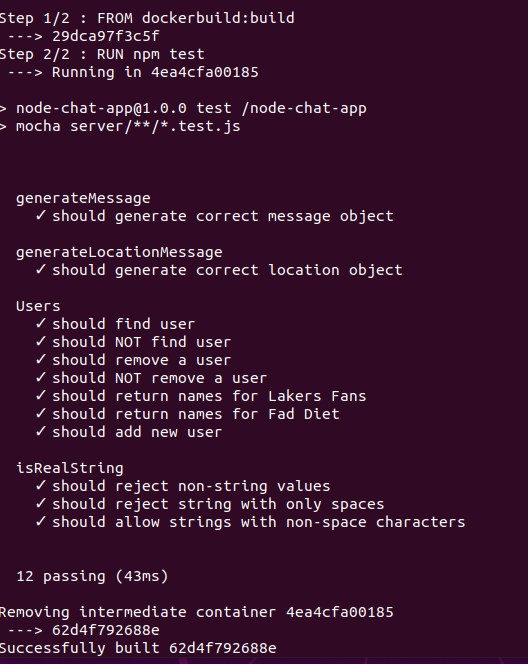 Step 1/2 : FROM dockerbuild:build
---> 29dca97f3c5f
Step 2/2 : RUN npm test
---> Running in 4ea4cfa00185
> node-chat-app@1.0.0 test /node-chat-app
> mocha server/**/*.test.js
generateMessage
✓ should generate correct message object
generateLocationMessage
✓ should generate correct location object
Users
✓ should find user
✓ should NOT find user
✓ should remove a user
✓ should NOT remove a user
✓ should return names for Lakers Fans
✓ should return names for Fad Diet
✓ should add new user
isRealString
✓ should reject non-string values
✓ should reject string with only spaces
✓ should allow strings with non-space characters
12 passing (43ms)
Removing intermediate container 4ea4cfa00185
---> 62d4f792688e
Successfully built 62d4f792688e